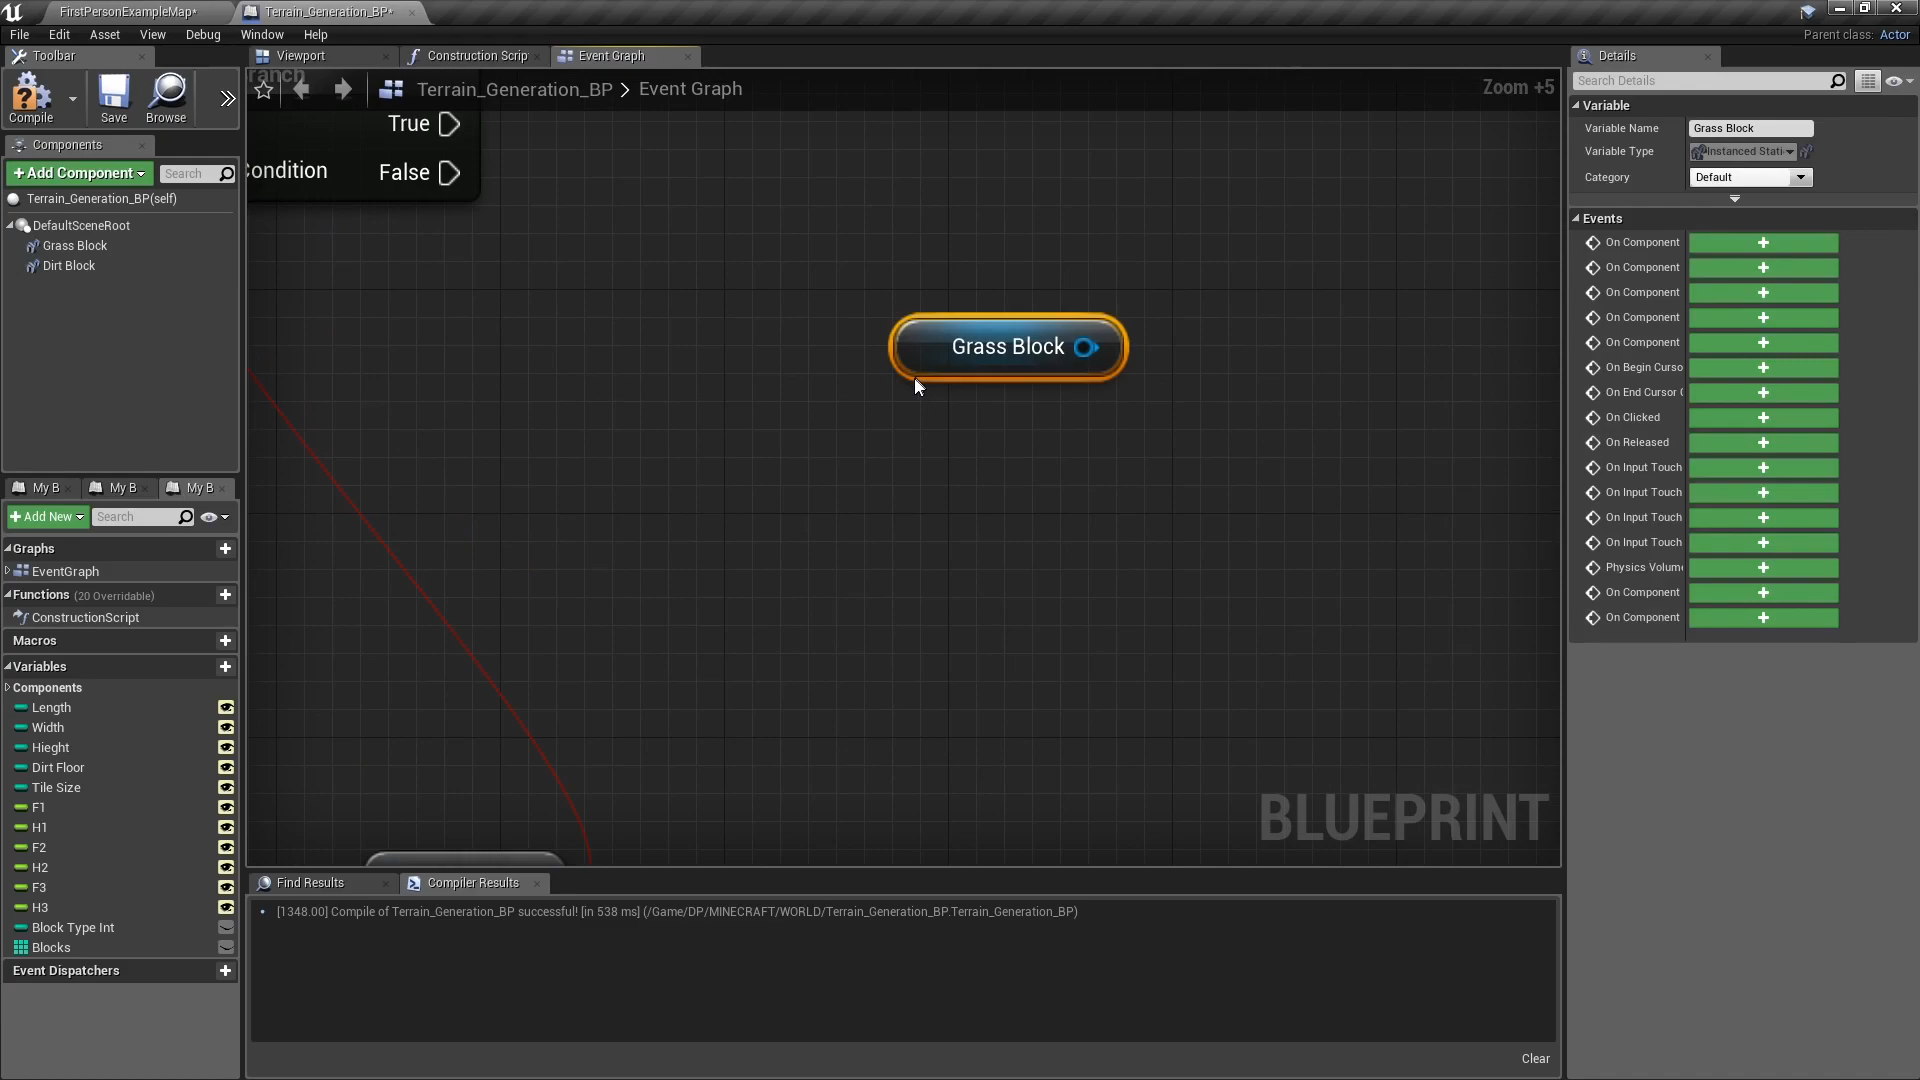 FirstPersonExampleMap*
Terrain_Generation_BP*
File Edit Asset View Debug Window Help
Parent class: Actor
Toolbar
Viewport
Construction Scrip
Event Graph
Details
Compile
Save
Browse
Terrain_Generation_BP > Event Graph
Zoom +5
Search Details
Components
+ Add Component
Search
Terrain_Generation_BP(self)
DefaultSceneRoot
Grass Block
Dirt Block
ranch
True
Condition
False
Grass Block
BLUEPRINT
Variable
Variable Name Grass Block
Variable Type Instanced Stati
Category Default
Events
On Component
On Component
On Component
On Component
On Component
On Begin Curso
On End Cursor
On Clicked
On Released
On Input Touch
On Input Touch
On Input Touch
On Input Touch
Physics Volum
On Component
On Component
My B
My B
My B
+ Add New
Search
Graphs
EventGraph
Functions (20 Overridable)
ConstructionScript
Macros
Variables
Components
Length
Width
Hieght
Dirt Floor
Tile Size
F1
H1
F2
H2
F3
H3
Block Type Int
Blocks
Event Dispatchers
Find Results
Compiler Results
[1348.00] Compile of Terrain_Generation_BP successful! [in 538 ms] (/Game/DP/MINECRAFT/WORLD/Terrain_Generation_BP.Terrain_Generation_BP)
Clear